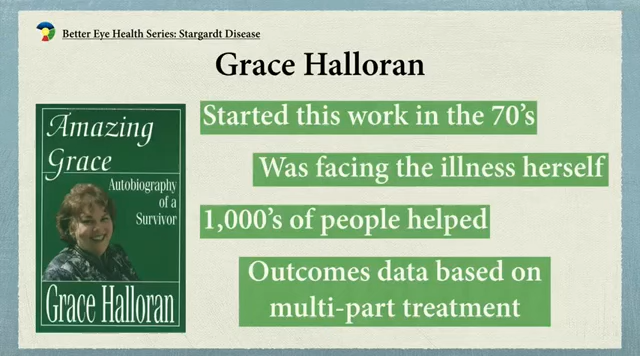 Better Eye Health Series: Stargardt Disease
Grace Halloran
Amazing
Grace
Autobiography
of a
Survivor
Grace Halloran
Started this work in the 70’s
Was facing the illness herself
1,000’s of people helped
Outcomes data based on
multi-part treatment